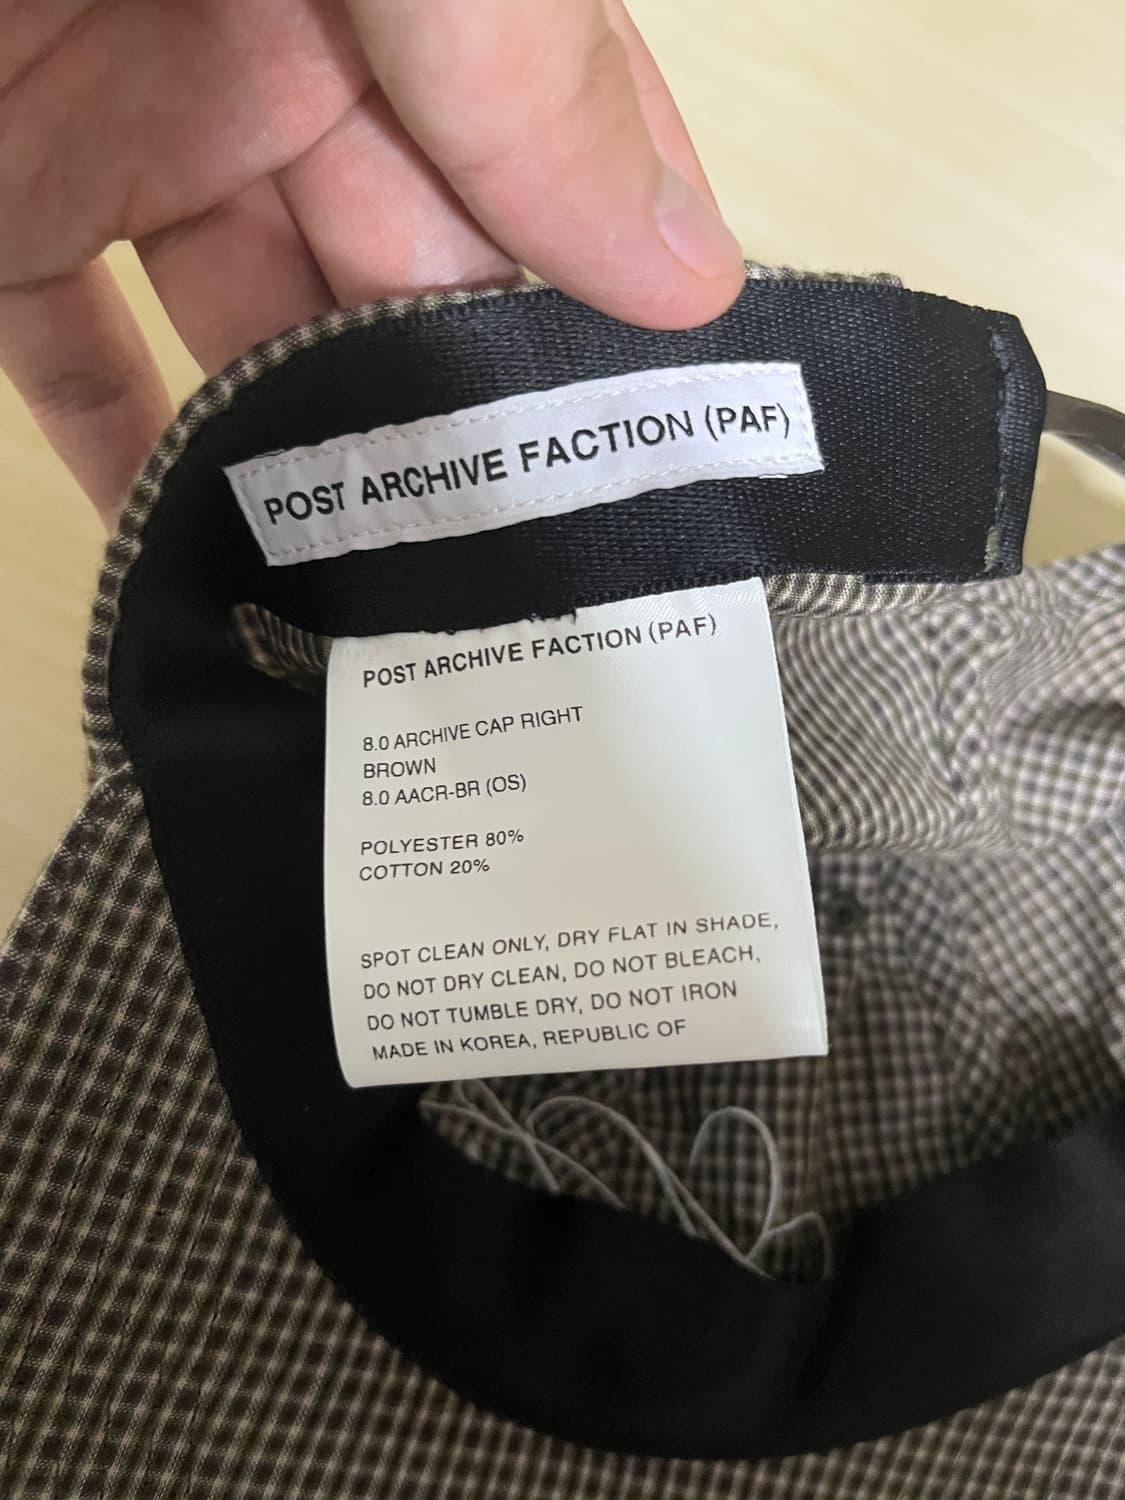 POST ARCHIVE FACTION (PAF)
POST ARCHIVE FACTION (PAF)
8.0 ARCHIVE CAP RIGHT
BROWN
8.0 AACR-BR (OS)
POLYESTER 80%
COTTON 20%
SPOT CLEAN ONLY, DRY FLAT IN SHADE,
DO NOT DRY CLEAN, DO NOT BLEACH,
DO NOT TUMBLE DRY, DO NOT IRON
MADE IN KOREA, REPUBLIC OF